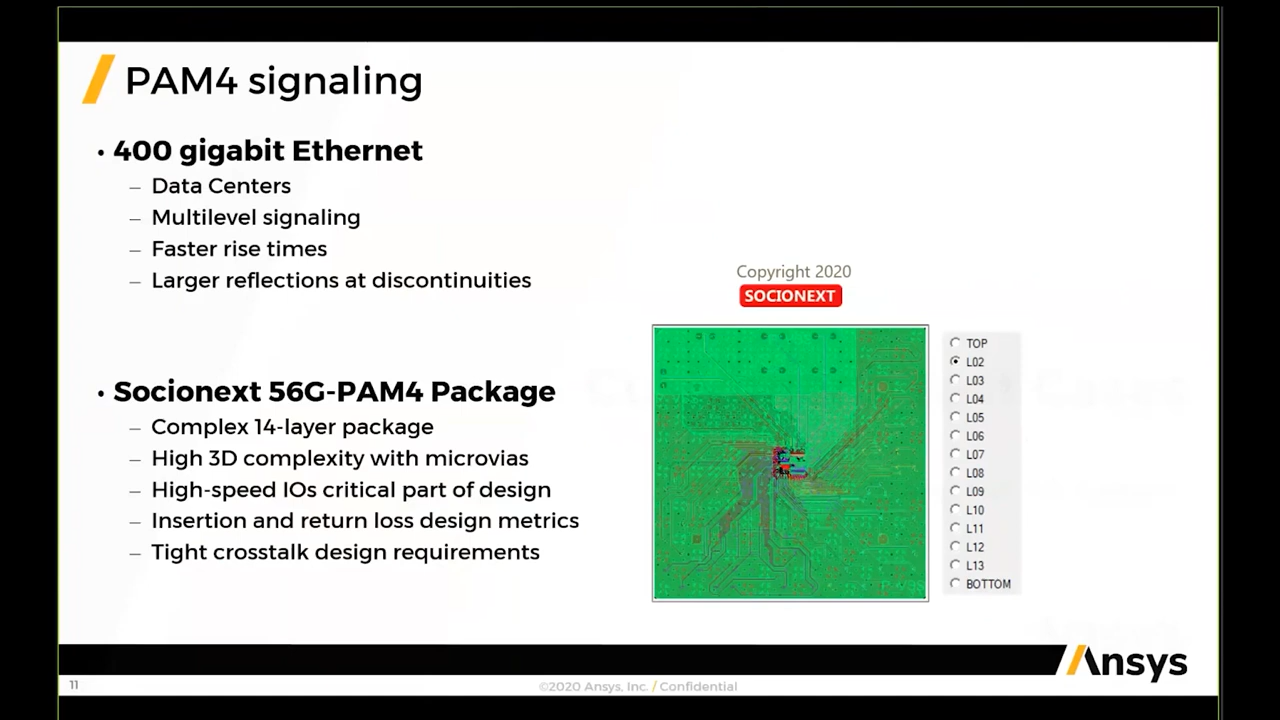 PAM4 signaling
• 400 gigabit Ethernet
– Data Centers
– Multilevel signaling
– Faster rise times
– Larger reflections at discontinuities
• Socionext 56G-PAM4 Package
– Complex 14-layer package
– High 3D complexity with microvias
– High-speed IOs critical part of design
– Insertion and return loss design metrics
– Tight crosstalk design requirements
Copyright 2020
SOCIONEXT
TOP
L02
L03
L04
L05
L06
L07
L08
L09
L10
L11
L12
L13
BOTTOM
Ansys
11
©2020 Ansys, Inc. / Confidential